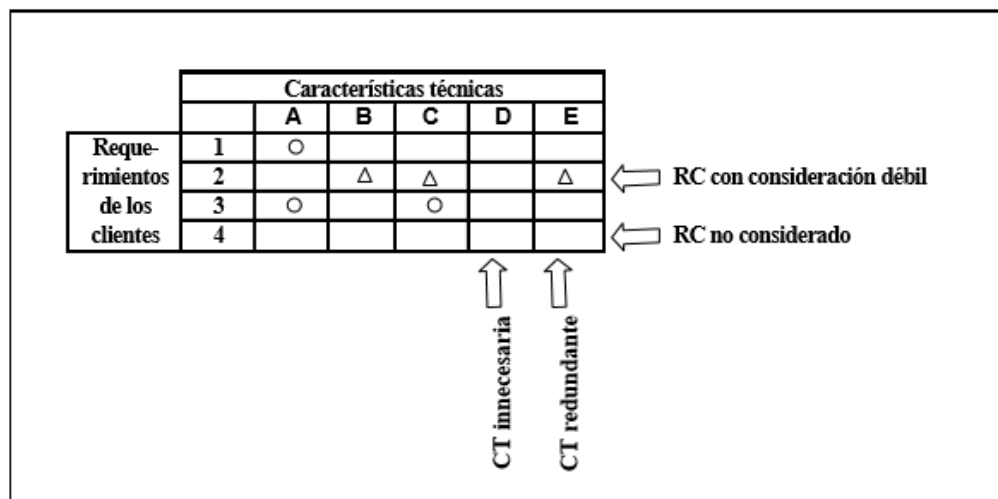 Características técnicas
A B C D E
Reque-
rimientos
de los
clientes
1
2
3
4
RC con consideración débil
RC no considerado
CT innecesaria
CT redundante